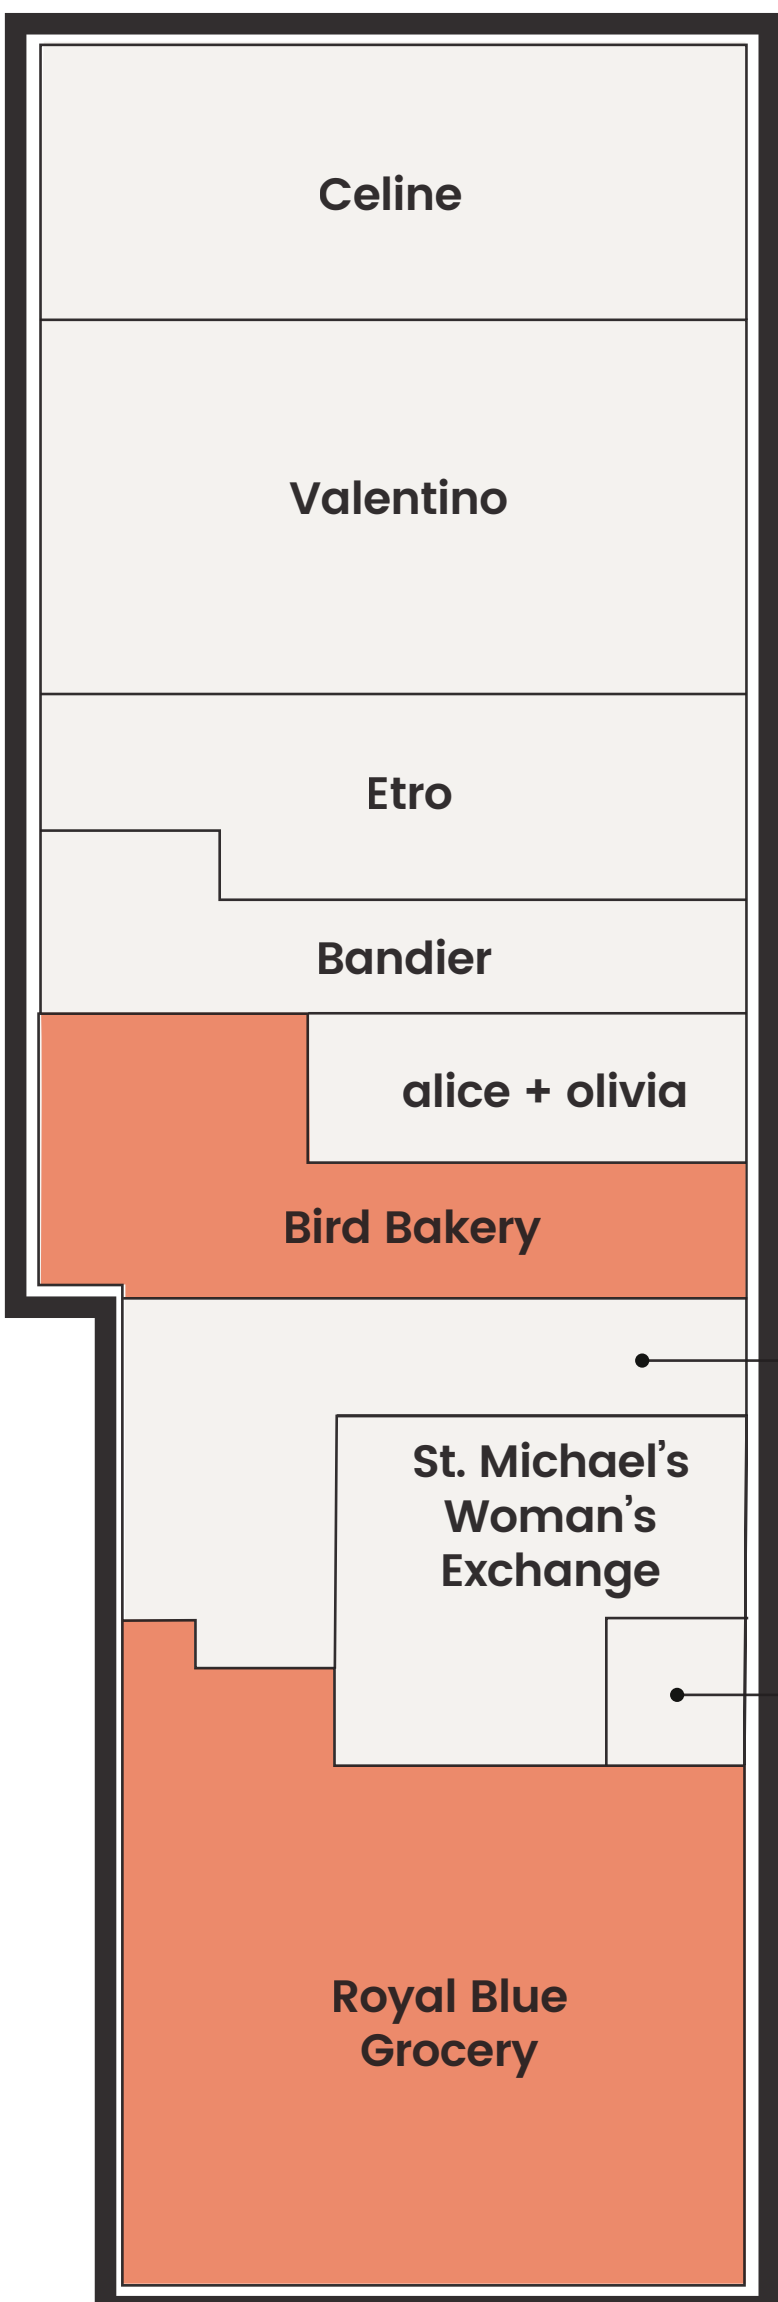 Celine
Valentino
Etro
Bandier
alice + olivia
Bird Bakery
St. Michael’s
Woman’s
Exchange
Royal Blue
Grocery